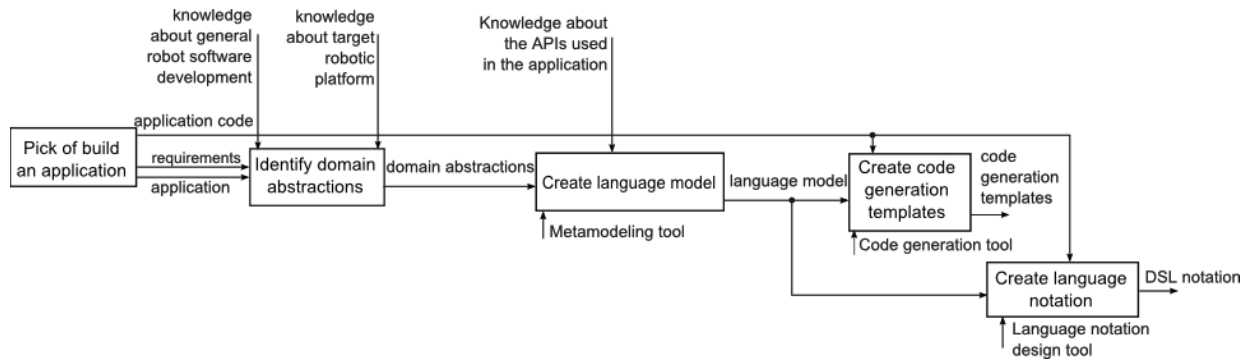 knowledge
about general
robot software
development
knowledge
about target
robotic
platform
Knowledge about
the APIs used
in the application
application code
Pick of build
an application
requirements
application
Identify domain
abstractions
domain abstractions
Create language model
Metamodeling tool
language model
Create code
generation
templates
code
generation
templates
Code generation tool
Create language
notation
DSL notation
Language notation
design tool